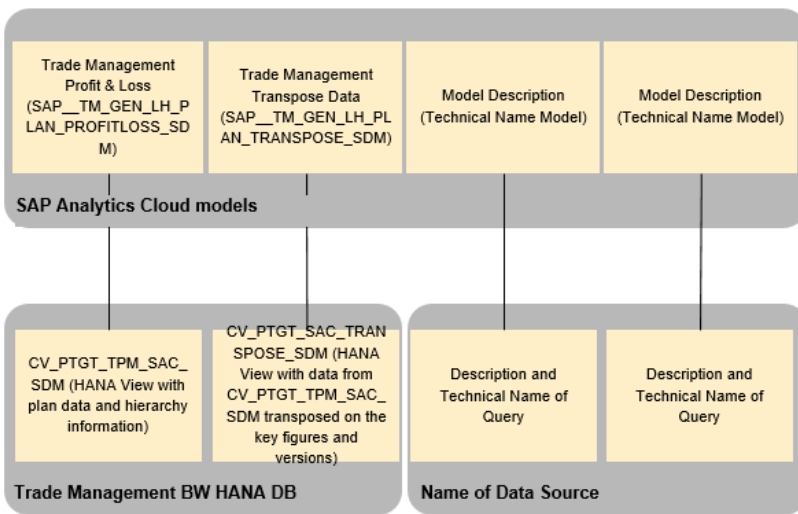 Trade Management
Profit & Loss
(SAP__TM_GEN_LH_P
LAN_PROFITLOSS_SD
M)
Trade Management
Transpose Data
(SAP__TM_GEN_LH_PL
AN_TRANSPOSE_SDM)
Model Description
(Technical Name Model)
Model Description
(Technical Name Model)
SAP Analytics Cloud models
CV_PTGT_TPM_SAC_
SDM (HANA View with
plan data and hierarchy
information)
CV_PTGT_SAC_TRAN
SPOSE_SDM (HANA
View with data from
CV_PTGT_TPM_SAC_
SDM transposed on the
key figures and
versions)
Description and
Technical Name of
Query
Description and
Technical Name of
Query
Trade Management BW HANA DB
Name of Data Source